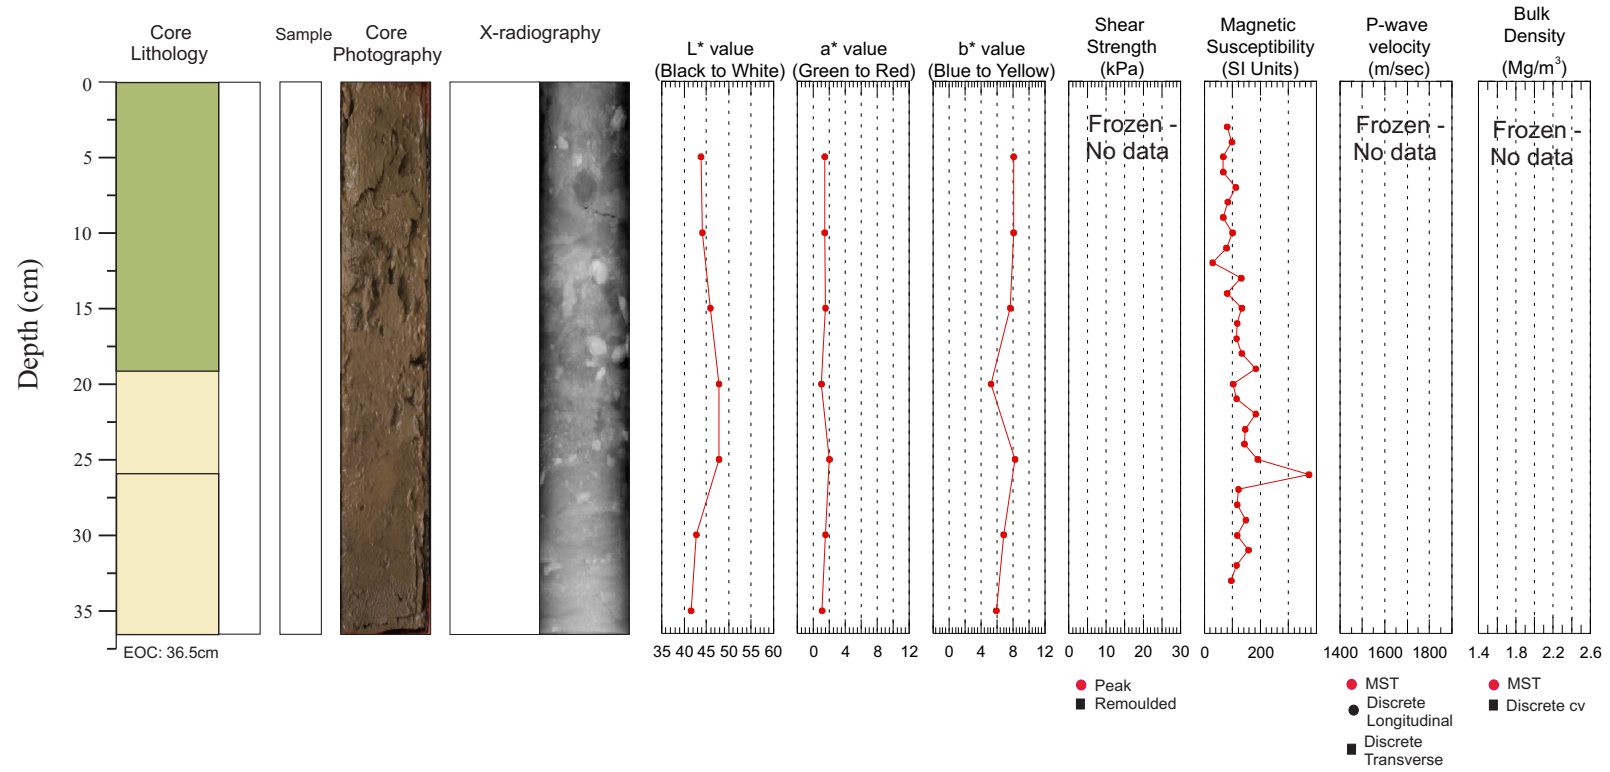 Core
Lithology
Sample
Core
Photography
X-radiography
L* value
(Black to White)
a* value
(Green to Red)
b* value
(Blue to Yellow)
Shear
Strength
(kPa)
Magnetic
Susceptibility
(SI Units)
P-wave
velocity
(m/sec)
Bulk
Density
(Mg/m³)
Depth (cm)
0
5
10
15
20
25
30
35
Frozen -
No data
Frozen -
No data
Frozen -
No data
EOC: 36.5cm
35 40 45 50 55 60
0 4 8 12
0 4 8 12
0 5 10 15 20 30
0 200
1400 1600 1800
1.4 1.8 2.2 2.6
Peak
Remoulded
MST
Discrete
Longitudinal
Discrete
Transverse
MST
Discrete cv